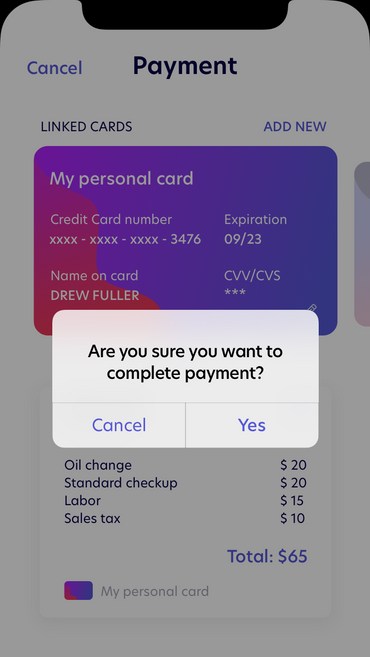 Cancel
Payment
LINKED CARDS
ADD NEW
My personal card
Credit Card number
Expiration
xxxx - xxxx - xxxx - 3476
09/23
Name on card
CVV/CVS
DREW FULLER
***
Are you sure you want to
complete payment?
Cancel
Yes
Oil change
$ 20
Standard checkup
$ 20
Labor
$ 15
Sales tax
$ 10
Total: $65
My personal card